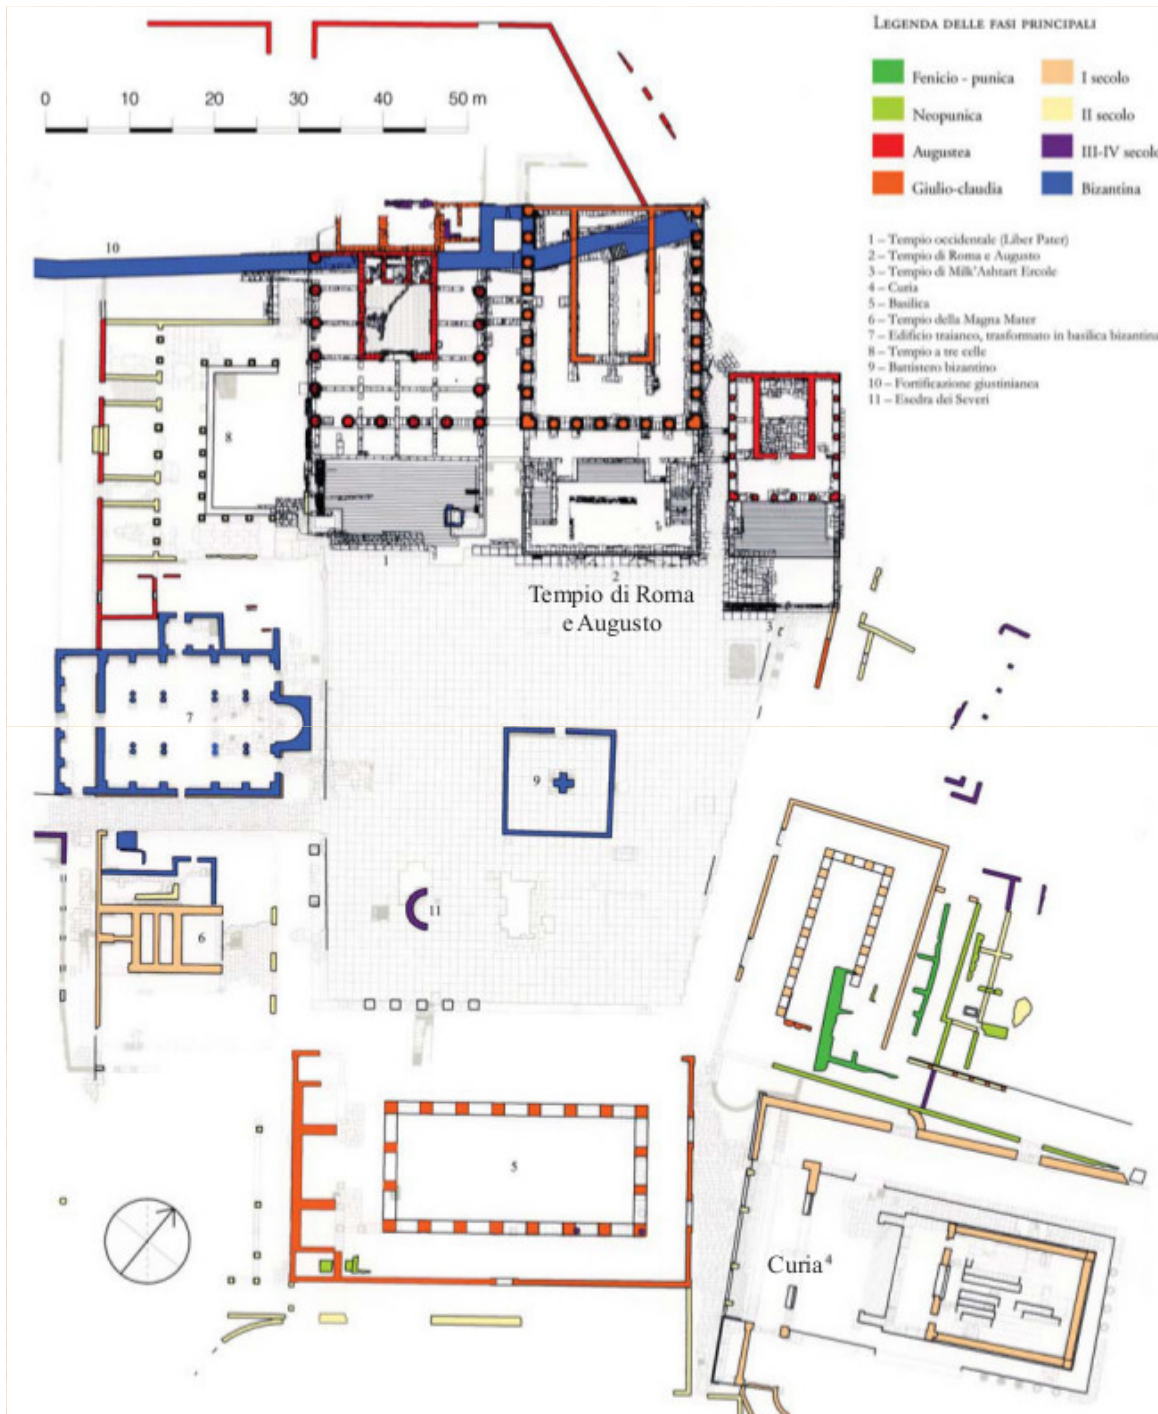 LEGENDA DELLE FASI PRINCIPALI
Fenicio - punica
I secolo
Neopunica
II secolo
Augustea
III-IV secolo
Giulio-claudia
Bizantina
1 – Tempio occidentale (Liber Pater)
2 – Tempio di Roma e Augusto
3 – Tempio di Milk'Ashtart Ercole
4 – Curia
5 – Basilica
6 – Tempio della Magna Mater
7 – Edificio traianeo, trasformato in basilica bizantina
8 – Tempio a tre celle
9 – Battistero bizantino
10 – Fortificazione giustinianea
11 – Esedra dei Severi
0 10 20 30 40 50 m
10
8
1
2
Tempio di Roma
e Augusto
3
7
9
11
6
5
Curia 4